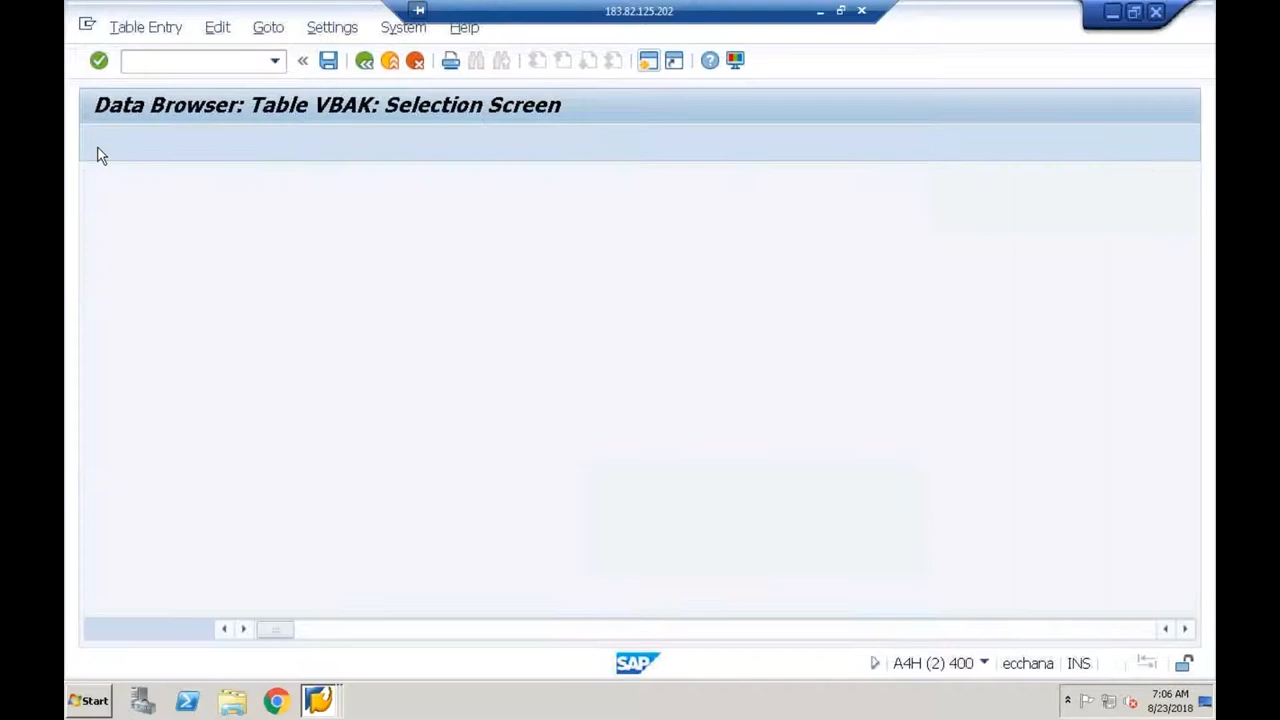 183.82.125.202
Table Entry Edit Goto Settings System Help
Data Browser: Table VBAK: Selection Screen
SAP A4H (2) 400 ecchana INS
Start 7:06 AM
8/23/2018